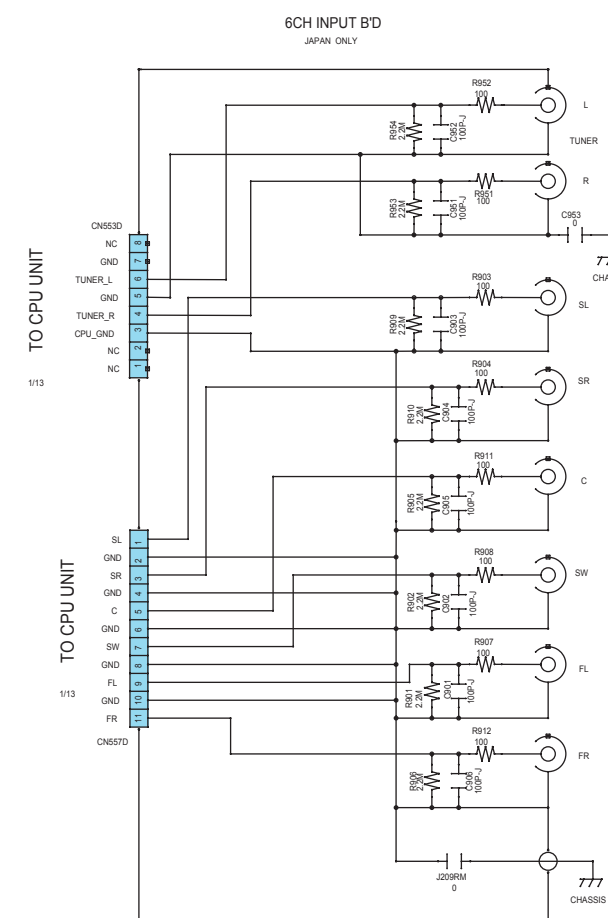 6CH INPUT B'D
JAPAN ONLY
R952
100
R954
2.2M
C952
100P-J
L
TUNER
R951
100
R953
2.2M
C951
100P-J
R
C953
0
CHA
TO CPU UNIT
1/13
CN553D
NC 8
GND 7
TUNER_L 6
GND 5
TUNER_R 4
CPU_GND 3
NC 2
NC 1
R903
100
R909
2.2M
C903
100P-J
SL
R904
100
R910
2.2M
C904
100P-J
SR
R911
100
R905
2.2M
C905
100P-J
C
TO CPU UNIT
1/13
SL 1
GND 2
SR 3
GND 4
C 5
GND 6
SW 7
GND 8
FL 9
GND 10
FR 11
CN557D
R908
100
R902
2.2M
C902
100P-J
SW
R907
100
R901
2.2M
C901
100P-J
FL
R912
100
R906
2.2M
C906
100P-J
FR
J209RM
0
CHASSIS